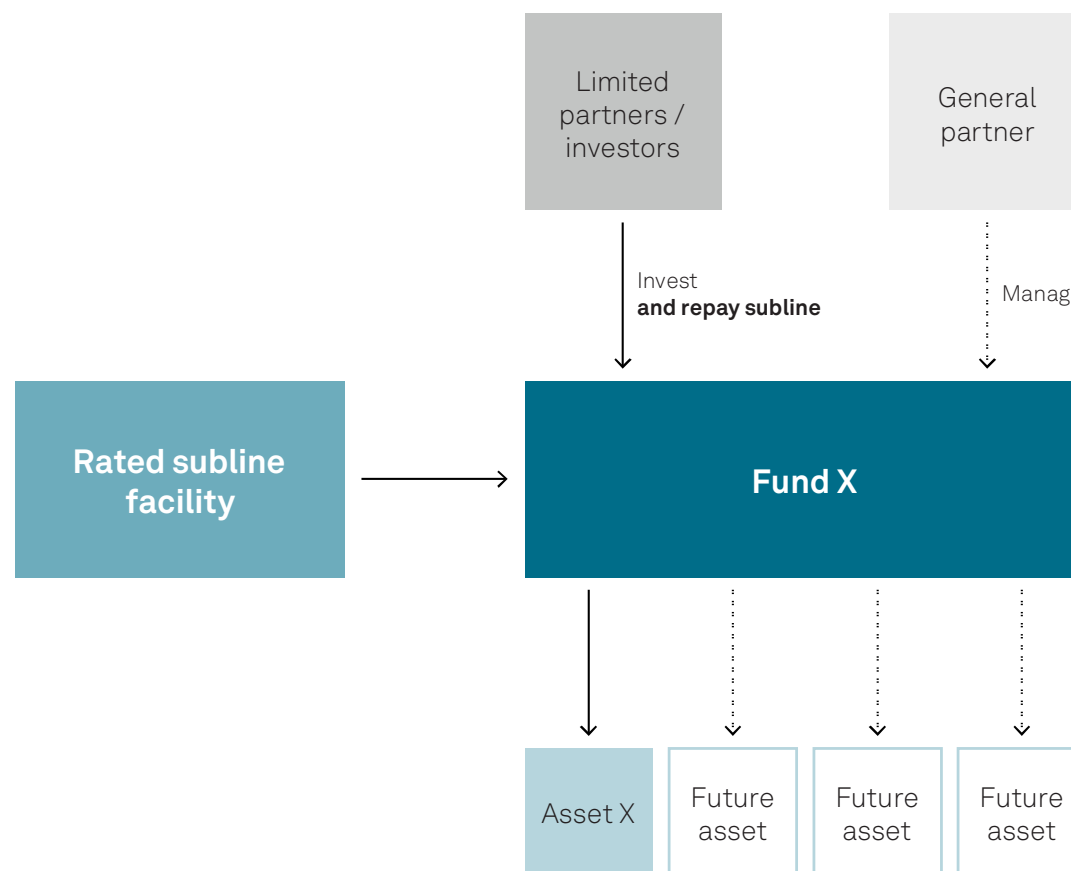 Limited
partners /
investors
General
partner
Invest
and repay subline
Manag
Rated subline
facility
Fund X
Asset X
Future
asset
Future
asset
Future
asset